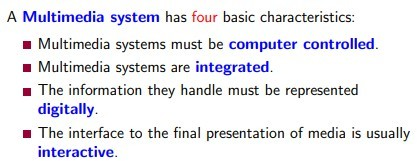 A Multimedia system has four basic characteristics:
Multimedia systems must be computer controlled.
Multimedia systems are integrated.
The information they handle must be represented
digitally.
The interface to the final presentation of media is usually
interactive.